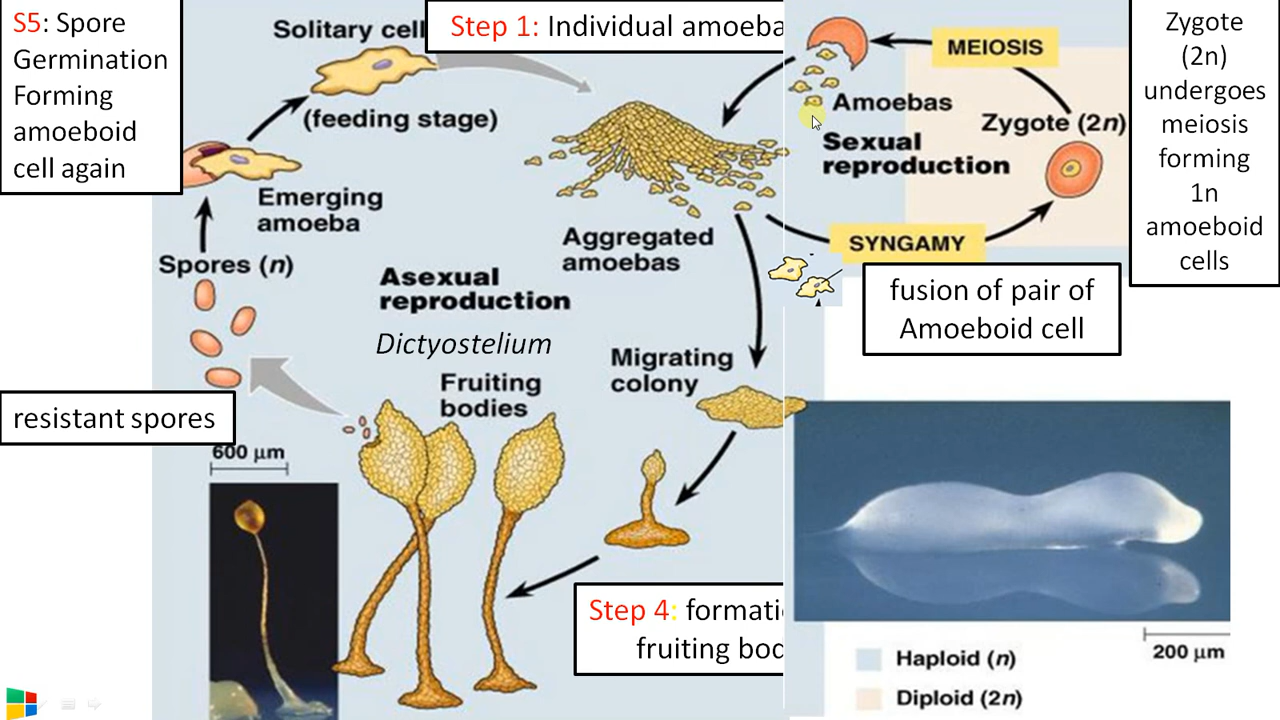 S5: Spore
Germination
Forming
amoeboid
cell again
Solitary cell
Step 1: Individual amoeba
(feeding stage)
Emerging
amoeba
Spores (n)
resistant spores
Asexual
reproduction
Dictyostelium
Fruiting
bodies
Aggregated
amoebas
Migrating
colony
600 µm
Step 4: formati
fruiting bod
MEIOSIS
Amoebas
Zygote (2n)
Sexual
reproduction
SYNGAMY
fusion of pair of
Amoeboid cell
Zygote
(2n)
undergoes
meiosis
forming
1n
amoeboid
cells
200 µm
Haploid (n)
Diploid (2n)